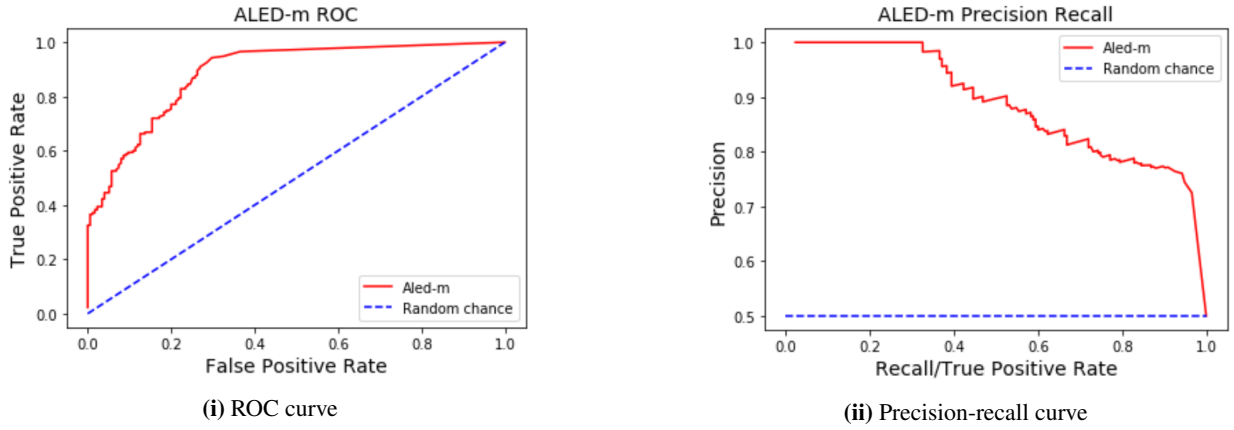 ALED-m ROC
1.0
0.8
0.6
0.4
0.2
0.0
True Positive Rate
Aled-m
Random chance
0.0 0.2 0.4 0.6 0.8 1.0
False Positive Rate
(i) ROC curve
ALED-m Precision Recall
1.0
0.9
0.8
0.7
0.6
0.5
Precision
Aled-m
Random chance
0.0 0.2 0.4 0.6 0.8 1.0
Recall/True Positive Rate
(ii) Precision-recall curve